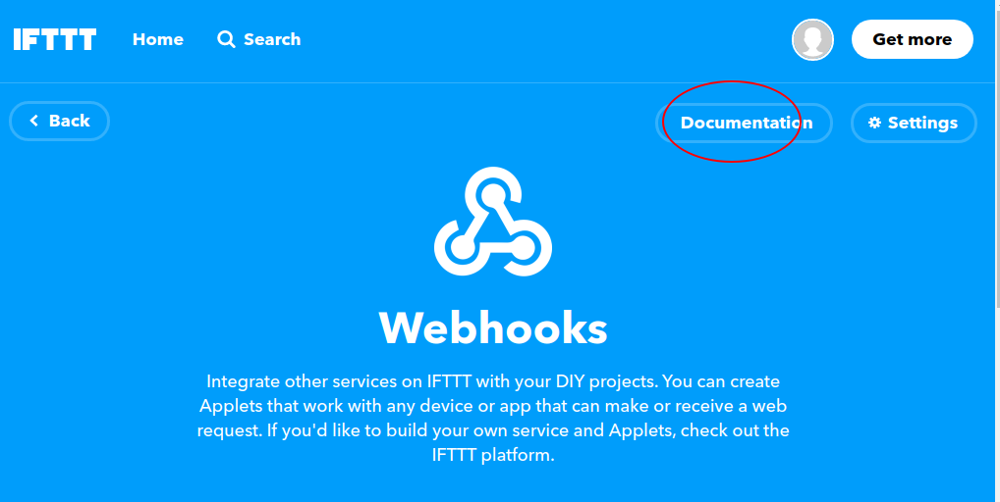 IFTTT Home Search Get more
Back Documentation Settings
Webhooks
Integrate other services on IFTTT with your DIY projects. You can create
Applets that work with any device or app that can make or receive a web
request. If you'd like to build your own service and Applets, check out the
IFTTT platform.